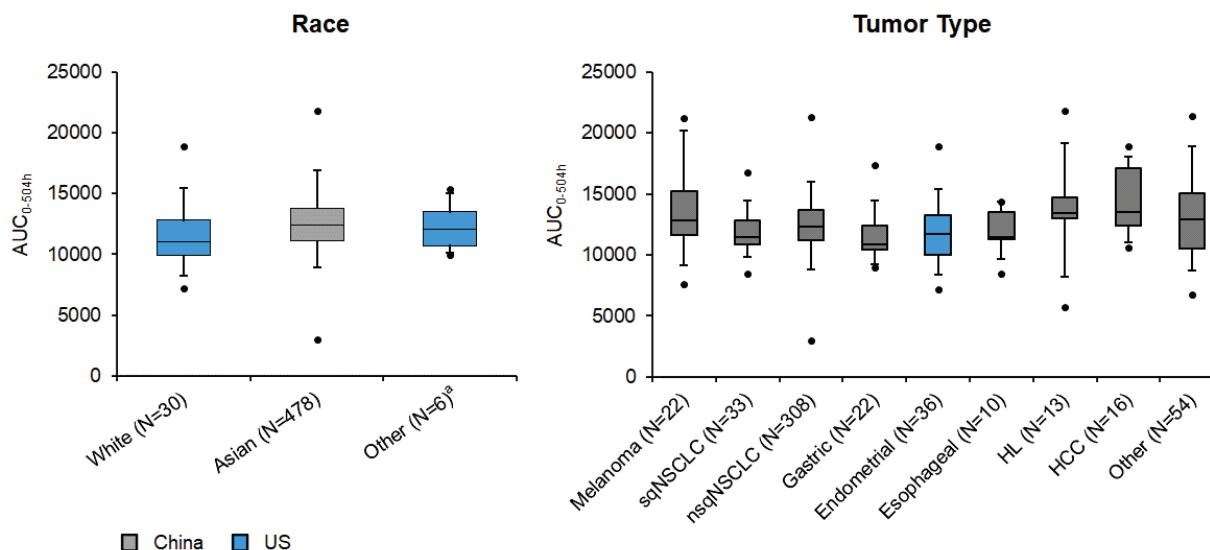 Race
25000
20000
15000
10000
5000
0
AUC0-504h
White (N=30)
Asian (N=478)
Other (N=6)a
China
US
Tumor Type
25000
20000
15000
10000
5000
0
AUC0-504h
Melanoma (N=22)
sqNSCLC (N=33)
nsqNSCLC (N=308)
Gastric (N=22)
Endometrial (N=36)
Esophageal (N=10)
HL (N=13)
HCC (N=16)
Other (N=54)